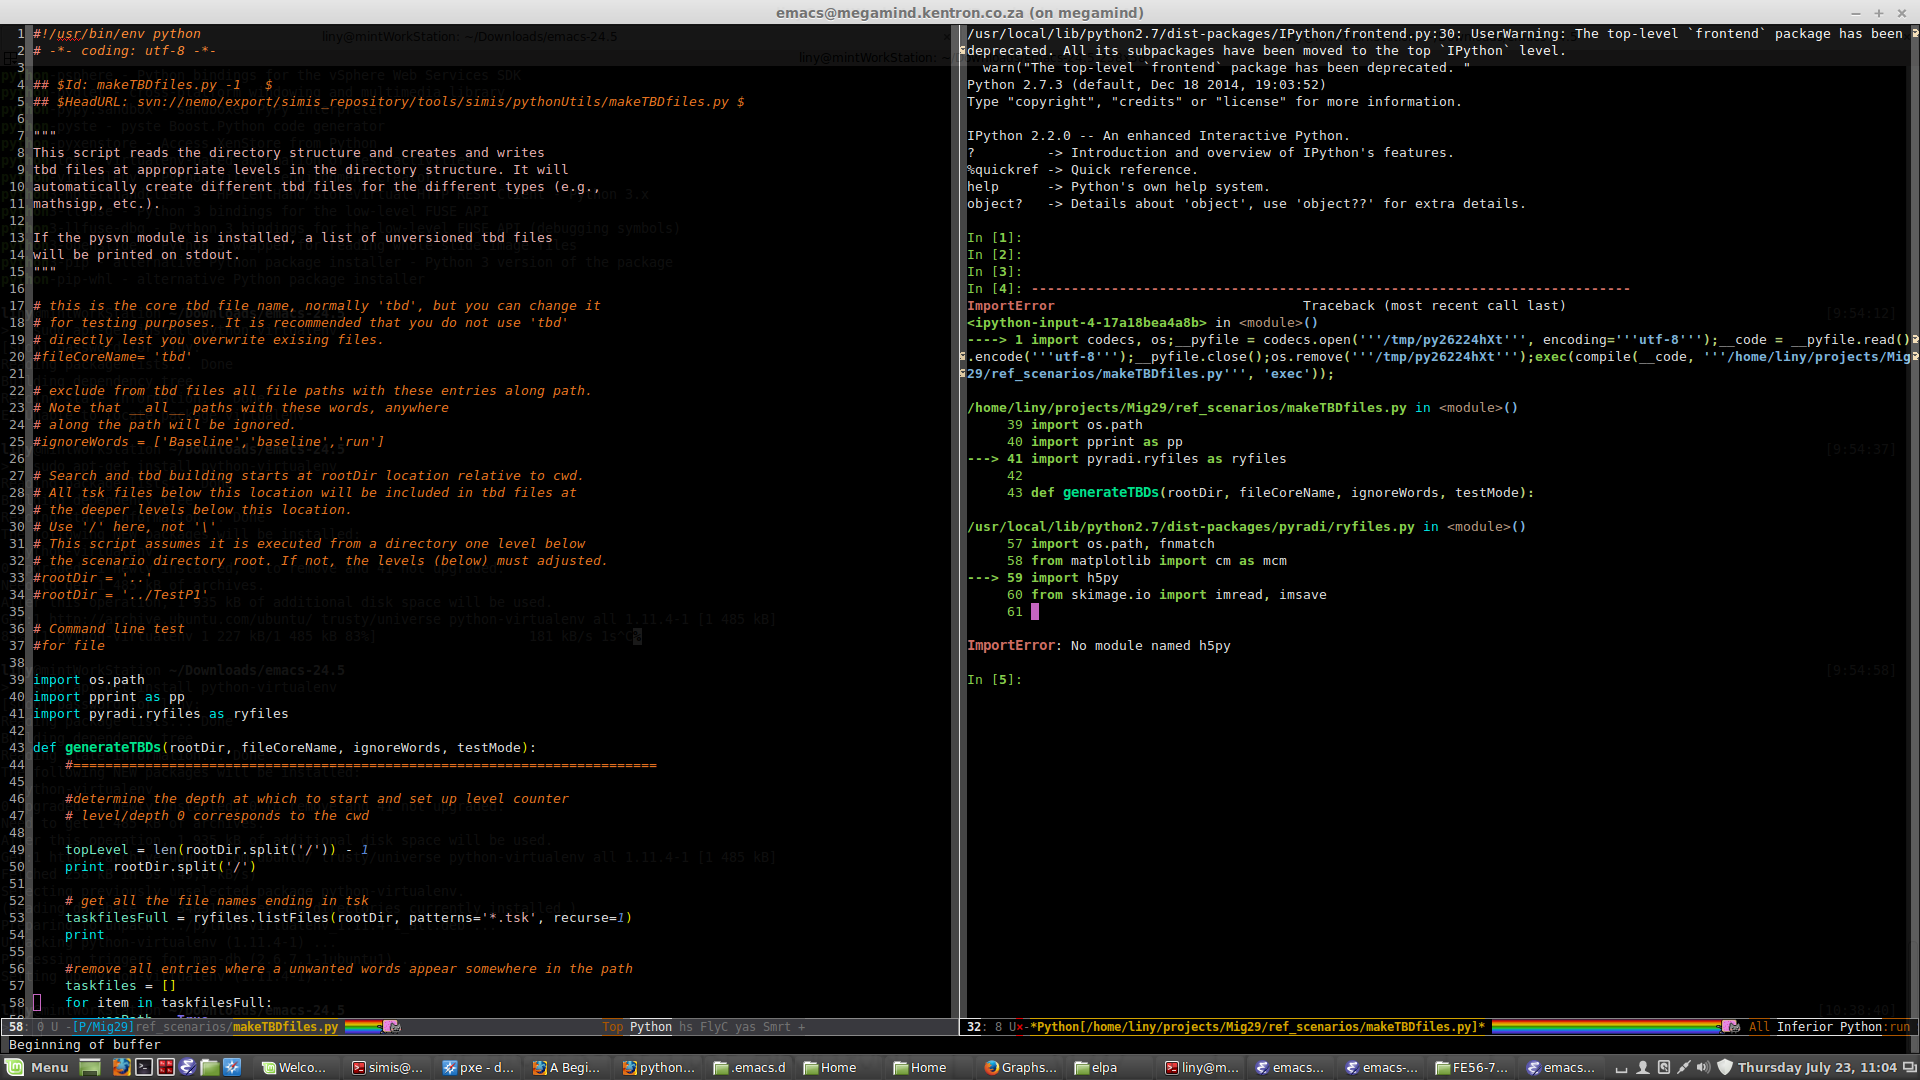 emacs@megamind.kentron.co.za (on megamind)
1 #!/usr/bin/env python
2 # -*- coding: utf-8 -*-
3
4 ## $Id: makeTBDfiles.py -1   $
5 ## $HeadURL: svn://nemo/export/simis_repository/tools/simis/pythonUtils/makeTBDfiles.py $
6
7 """
8 This script reads the directory structure and creates and writes
9 tbd files at appropriate levels in the directory structure. It will
10 automatically create different tbd files for the different types (e.g.,
11 mathsigp, etc.).
12
13 If the pysvn module is installed, a list of unversioned tbd files
14 will be printed on stdout.
15 """
16
17 # this is the core tbd file name, normally 'tbd', but you can change it
18 # for testing purposes. It is recommended that you do not use 'tbd'
19 # directly lest you overwrite exising files.
20 #fileCoreName= 'tbd'
21
22 # exclude from tbd files all file paths with these entries along path.
23 # Note that __all__ paths with these words, anywhere
24 # along the path will be ignored.
25 #ignoreWords = ['Baseline','baseline','run']
26
27 # Search and tbd building starts at rootDir location relative to cwd.
28 # All tsk files below this location will be included in tbd files at
29 # the deeper levels below this location.
30 # Use '/' here, not '\'
31 # This script assumes it is executed from a directory one level below
32 # the scenario directory root. If not, the levels (below) must adjusted.
33 #rootDir = '..'
34 #rootDir = '../TestP1'
35
36 # Command line test
37 #for file
38
39 import os.path
40 import pprint as pp
41 import pyradi.ryfiles as ryfiles
42
43 def generateTBDs(rootDir, fileCoreName, ignoreWords, testMode):
44     #=========================================================================
45
46     #determine the depth at which to start and set up level counter
47     # level/depth 0 corresponds to the cwd
48
49     topLevel = len(rootDir.split('/')) - 1
50     print rootDir.split('/')
51
52     # get all the file names ending in tsk
53     taskfilesFull = ryfiles.listFiles(rootDir, patterns='*.tsk', recurse=1)
54     print
55
56     #remove all entries where a unwanted words appear somewhere in the path
57     taskfiles = []
58     for item in taskfilesFull:
58: 0 U -[P/Mig29]ref_scenarios/makeTBDfiles.py Top Python hs FlyC yas Smrt +
Beginning of buffer
/usr/local/lib/python2.7/dist-packages/IPython/frontend.py:30: UserWarning: The top-level `frontend` package has been
deprecated. All its subpackages have been moved to the top `IPython` level.
  warn("The top-level `frontend` package has been deprecated. "
Python 2.7.3 (default, Dec 18 2014, 19:03:52)
Type "copyright", "credits" or "license" for more information.

IPython 2.2.0 -- An enhanced Interactive Python.
?         -> Introduction and overview of IPython's features.
%quickref -> Quick reference.
help      -> Python's own help system.
object?   -> Details about 'object', use 'object??' for extra details.

In [1]:
In [2]:
In [3]:
In [4]: ---------------------------------------------------------------------------
ImportError                               Traceback (most recent call last)
<ipython-input-4-17a18bea4a8b> in <module>()
----> 1 import codecs, os;__pyfile = codecs.open('''/tmp/py26224hXt''', encoding='''utf-8''');__code = __pyfile.read()
.encode('''utf-8''');__pyfile.close();os.remove('''/tmp/py26224hXt''');exec(compile(__code, '''/home/liny/projects/Mig
29/ref_scenarios/makeTBDfiles.py''', 'exec'));

/home/liny/projects/Mig29/ref_scenarios/makeTBDfiles.py in <module>()
     39 import os.path
     40 import pprint as pp
---> 41 import pyradi.ryfiles as ryfiles
     42
     43 def generateTBDs(rootDir, fileCoreName, ignoreWords, testMode):

/usr/local/lib/python2.7/dist-packages/pyradi/ryfiles.py in <module>()
     57 import os.path, fnmatch
     58 from matplotlib import cm as mcm
---> 59 import h5py
     60 from skimage.io import imread, imsave
     61

ImportError: No module named h5py

In [5]:
32: 8 U×-*Python[/home/liny/projects/Mig29/ref_scenarios/makeTBDfiles.py]* All Inferior Python:run
Menu Welco... simis@... pxe - d... A Begi... python... .emacs.d Home Home Graphs... elpa liny@m... emacs... emacs-... FE56-7... emacs... Thursday July 23, 11:04